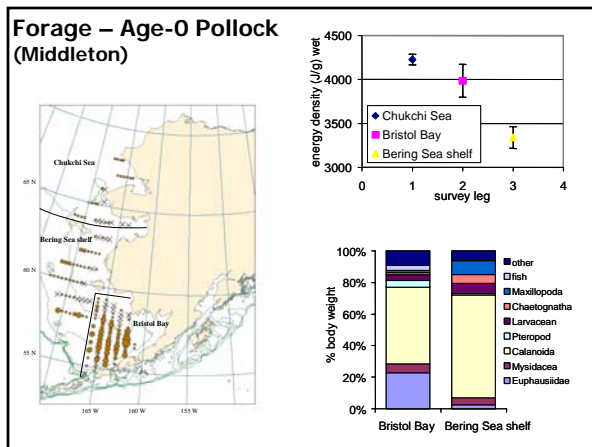 Forage – Age-0 Pollock
(Middleton)
Chukchi Sea
65 N
Bering Sea shelf
60 N
Bristol Bay
55 N
165 W
160 W
155 W
energy density (J/g) wet
4500
4000
3500
3000
Chukchi Sea
Bristol Bay
Bering Sea shelf
0 1 2 3 4
survey leg
% body weight
100%
80%
60%
40%
20%
0%
Bristol Bay
Bering Sea shelf
other
fish
Maxillopoda
Chaetognatha
Larvacean
Pteropod
Calanoida
Mysidacea
Euphausiidae